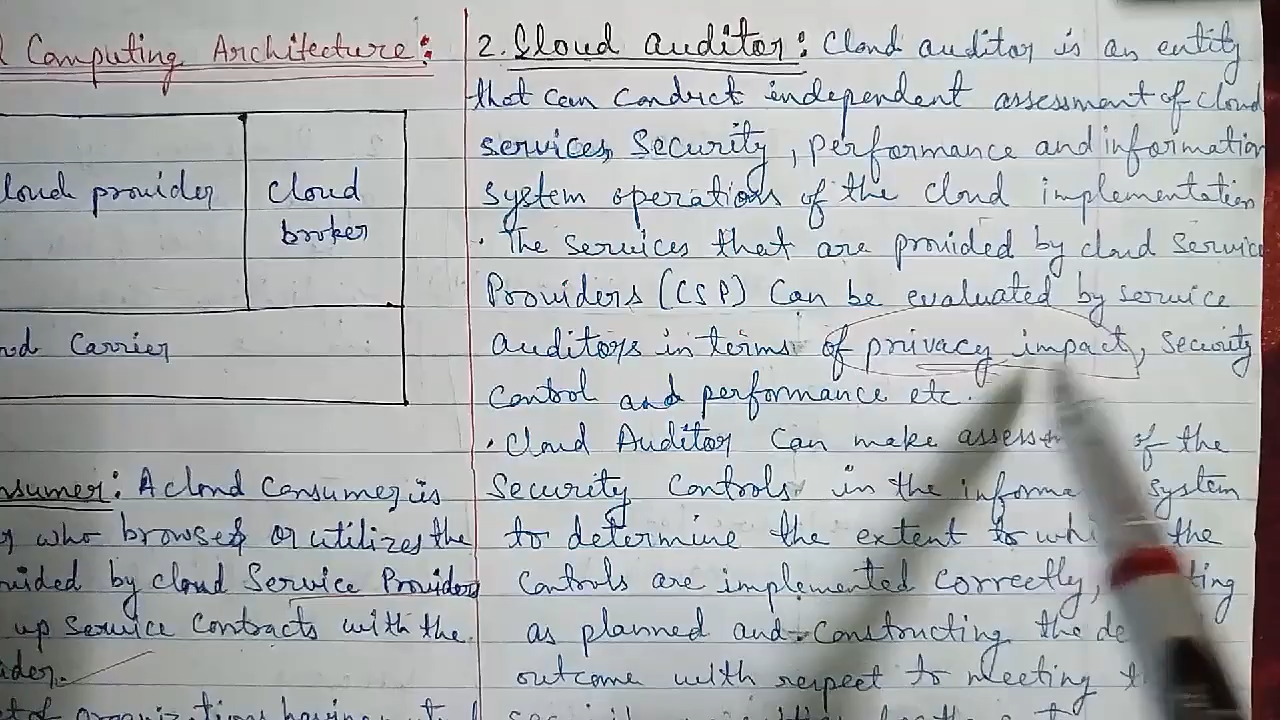 Computing Architecture:
loud provider
cloud
broker
Carrier
nsumer: A cloud Consumer is
who browses or utilizes the
vided by cloud Service Providers
up service contracts with the
ider.
2. Cloud auditor: Cloud auditor is an entity
that can conduct independent assessment of cloud
services, security, performance and information
system operations of the cloud implementation
. The services that are provided by cloud service
Providers (CSP) can be evaluated by service
auditors in terms of privacy impact, security
control and performance etc.
. Cloud Auditor can make assess of the
Security controls in the informa system
to determine the extent to whi the
controls are implemented correctly, ting
as planned and constructing the de
outcome with respect to meeting t